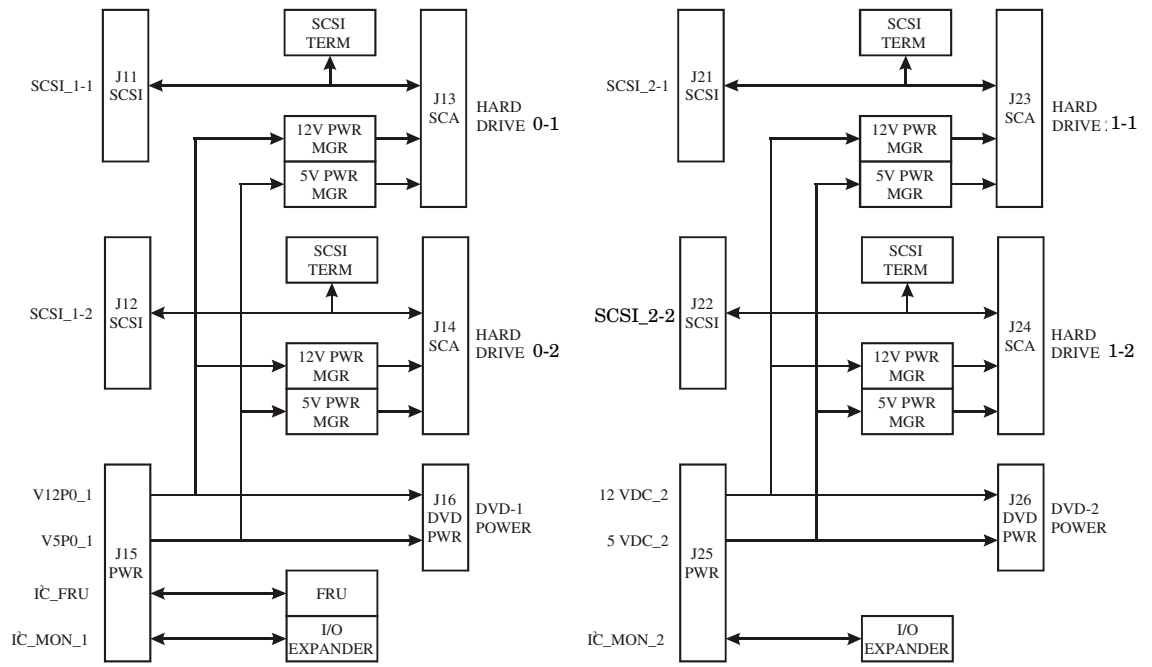 SCSI
TERM
SCSI_1-1
J11
SCSI
J13
SCA
HARD
DRIVE 0-1
12V PWR
MGR
5V PWR
MGR
SCSI
TERM
SCSI_1-2
J12
SCSI
J14
SCA
HARD
DRIVE 0-2
12V PWR
MGR
5V PWR
MGR
V12P0_1
V5P0_1
I²C_FRU
I²C_MON_1
J15
PWR
J16
DVD
PWR
DVD-1
POWER
FRU
I/O
EXPANDER
SCSI
TERM
SCSI_2-1
J21
SCSI
J23
SCA
HARD
DRIVE 1-1
12V PWR
MGR
5V PWR
MGR
SCSI
TERM
SCSI_2-2
J22
SCSI
J24
SCA
HARD
DRIVE 1-2
12V PWR
MGR
5V PWR
MGR
12 VDC_2
5 VDC_2
I²C_MON_2
J25
PWR
J26
DVD
PWR
DVD-2
POWER
I/O
EXPANDER